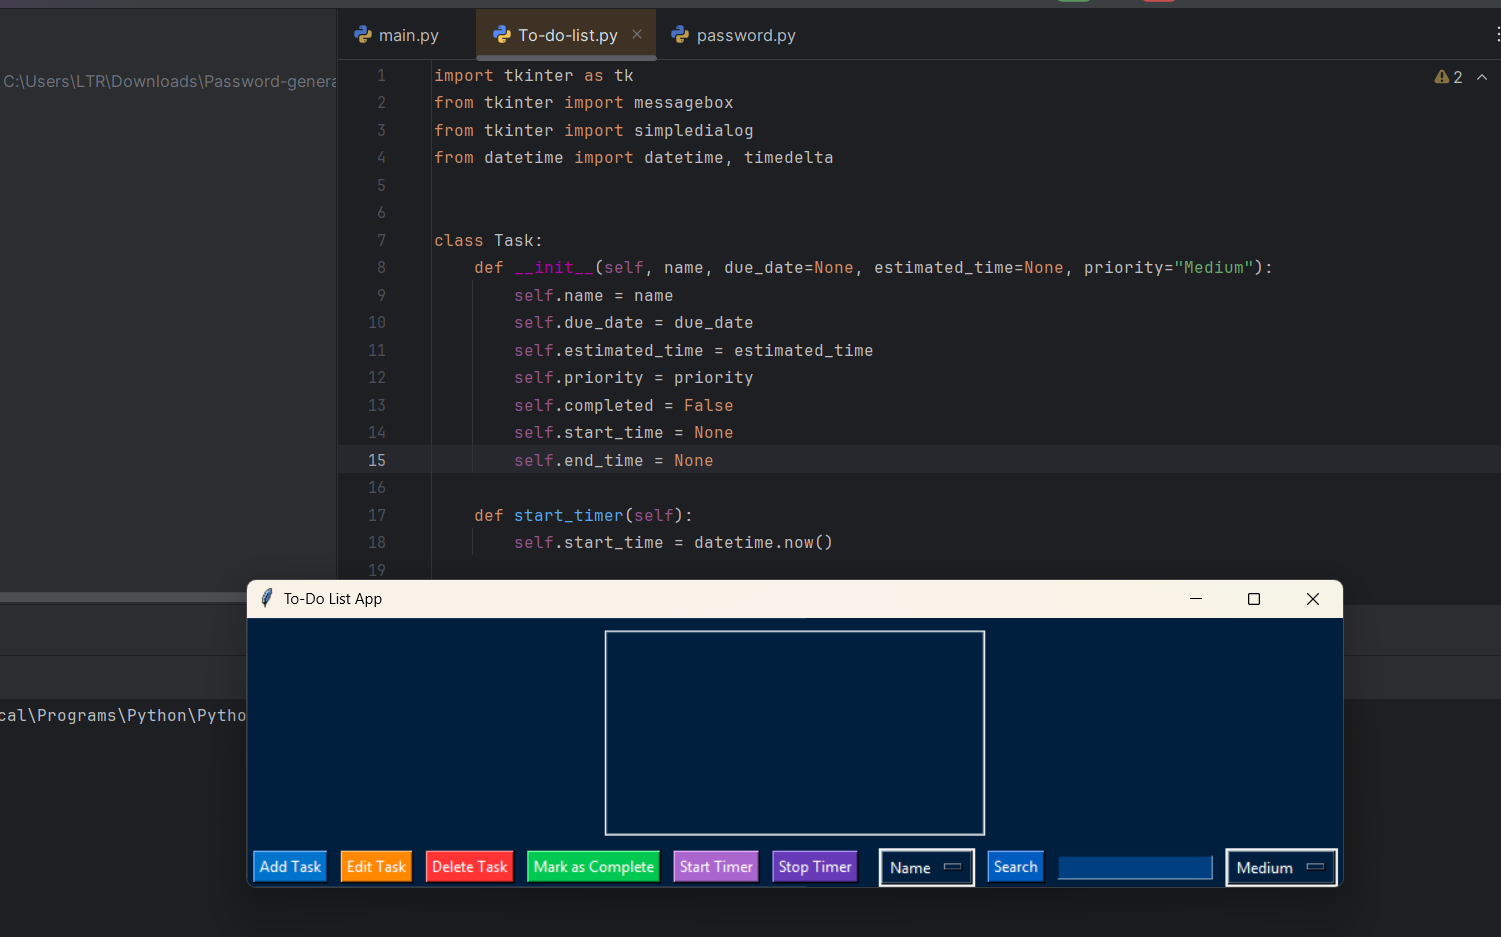 main.py To-do-list.py password.py
C:\Users\LTR\Downloads\Password-genera
2
1 import tkinter as tk
2 from tkinter import messagebox
3 from tkinter import simpledialog
4 from datetime import datetime, timedelta
5
6
7 class Task:
8 def __init__(self, name, due_date=None, estimated_time=None, priority="Medium"):
9 self.name = name
10 self.due_date = due_date
11 self.estimated_time = estimated_time
12 self.priority = priority
13 self.completed = False
14 self.start_time = None
15 self.end_time = None
16
17 def start_timer(self):
18 self.start_time = datetime.now()
19
To-Do List App
cal\Programs\Python\Pytho
Add Task Edit Task Delete Task Mark as Complete Start Timer Stop Timer Name Search Medium